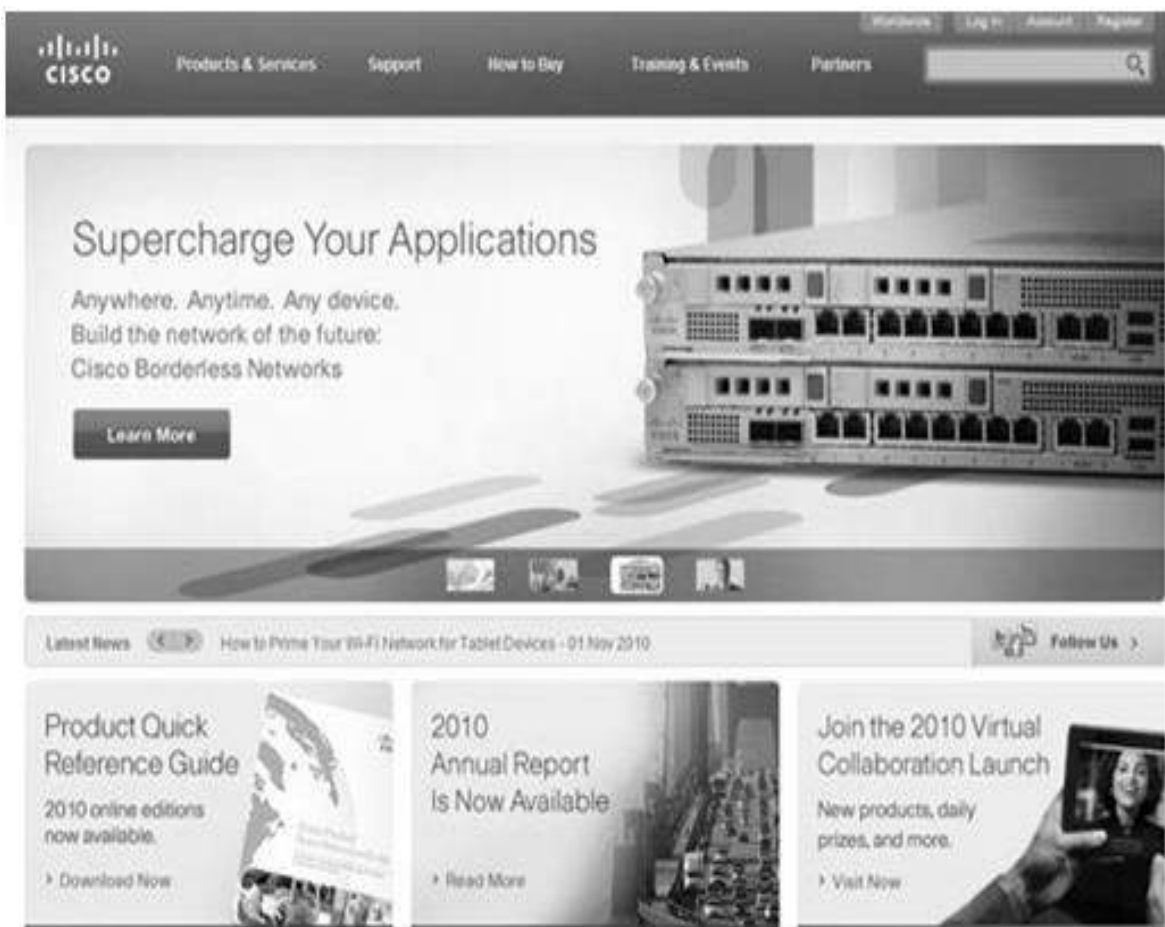 Worldwide Log In Account Register
CISCO
Products & Services Support How to Buy Training & Events Partners
Supercharge Your Applications
Anywhere. Anytime. Any device.
Build the network of the future:
Cisco Borderless Networks
Learn More
Latest News How to Prime Your Wi-Fi Network for Tablet Devices - 01 Nov 2010 Follow Us
Product Quick
Reference Guide
2010 online editions
now available.
Download Now
2010
Annual Report
Is Now Available
Read More
Join the 2010 Virtual
Collaboration Launch
New products, daily
prizes, and more.
Visit Now